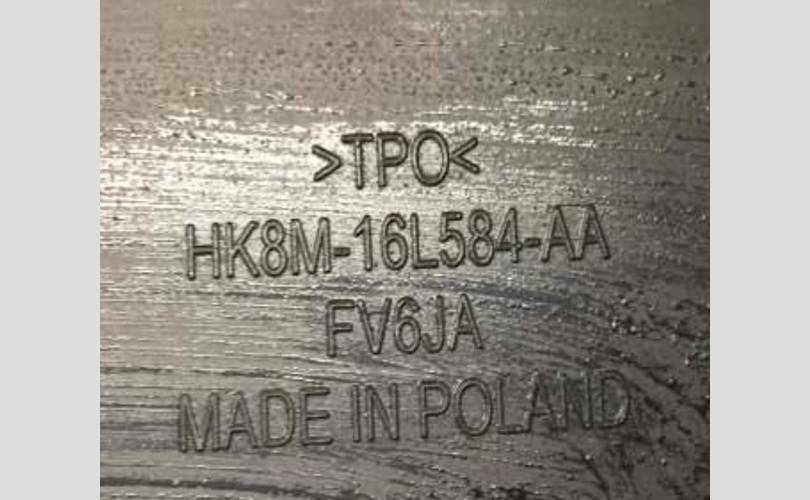 >TPO<
HK8M-16L584-AA
FV6JA
MADE IN POLAND